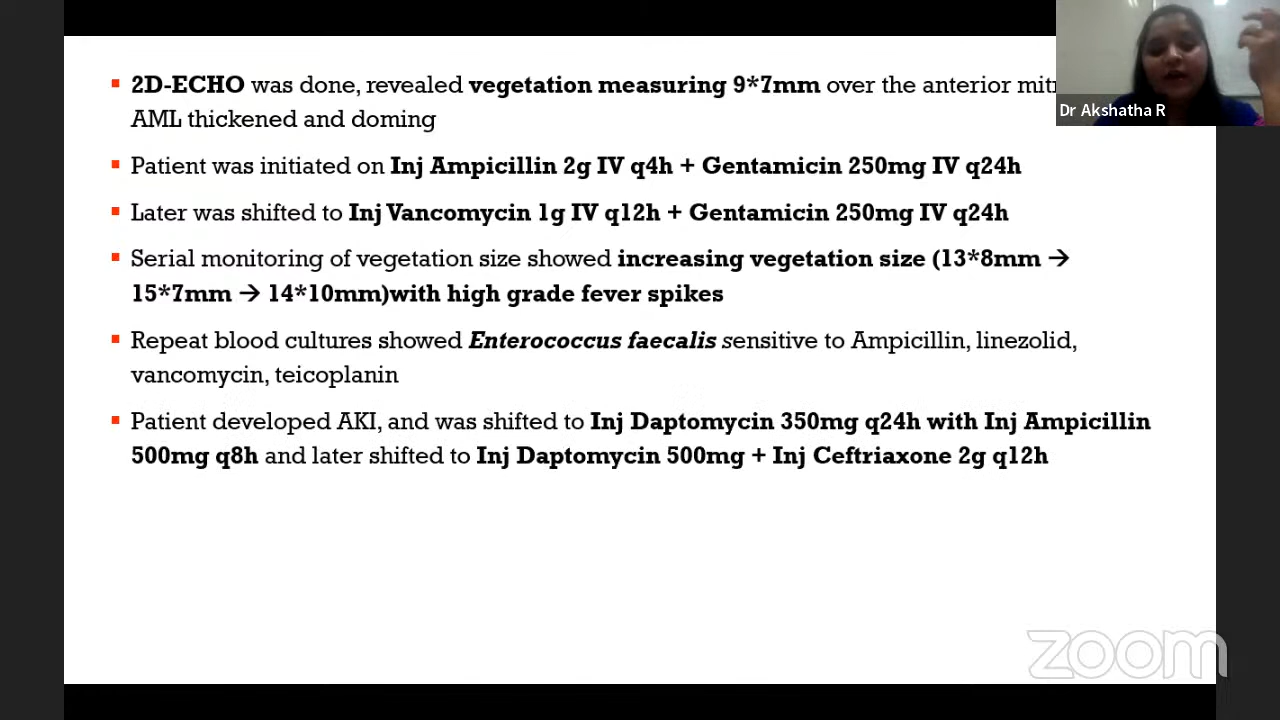 2D-ECHO was done, revealed vegetation measuring 9*7mm over the anterior
AML thickened and doming
Patient was initiated on Inj Ampicillin 2g IV q4h + Gentamicin 250mg IV q24h
Later was shifted to Inj Vancomycin 1g IV q12h + Gentamicin 250mg IV q24h
Serial monitoring of vegetation size showed increasing vegetation size (13*8mm →
15*7mm → 14*10mm)with high grade fever spikes
Repeat blood cultures showed Enterococcus faecalis sensitive to Ampicillin, linezolid,
vancomycin, teicoplanin
Patient developed AKI, and was shifted to Inj Daptomycin 350mg q24h with Inj Ampicillin
500mg q8h and later shifted to Inj Daptomycin 500mg + Inj Ceftriaxone 2g q12h
Dr Akshatha R
zoom